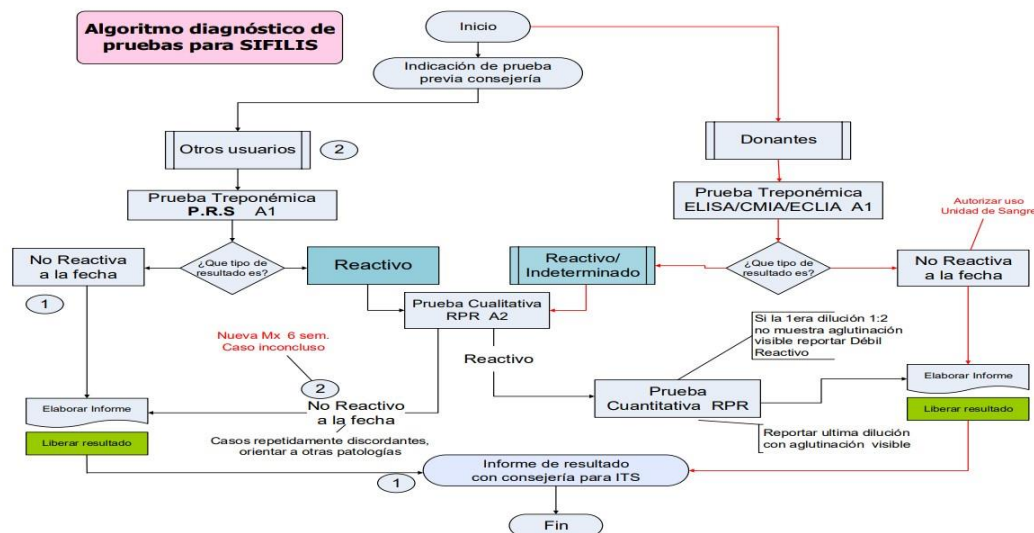 Algoritmo diagnóstico de
pruebas para SIFILIS
Inicio
Indicación de prueba
previa consejería
Otros usuarios
2
Donantes
Prueba Treponémica
P.R.S A1
Prueba Treponémica
ELISA/CMIA/ECLIA A1
Autorizar uso
Unidad de Sangre
No Reactiva
a la fecha
¿Que tipo de
resultado es?
Reactivo
Reactivo/
Indeterminado
¿Que tipo de
resultado es?
No Reactiva
a la fecha
1
Prueba Cualitativa
RPR A2
Si la 1era dilución 1:2
no muestra aglutinación
visible reportar Débil
Reactivo
Nueva Mx 6 sem.
Caso inconcluso
Reactivo
2
Elaborar Informe
No Reactivo
a la fecha
Prueba
Cuantitativa RPR
Elaborar Informe
Liberar resultado
Liberar resultado
Casos repetidamente discordantes,
orientar a otras patologías
Reportar ultima dilución
con aglutinación visible
1
Informe de resultado
con consejería para ITS
Fin